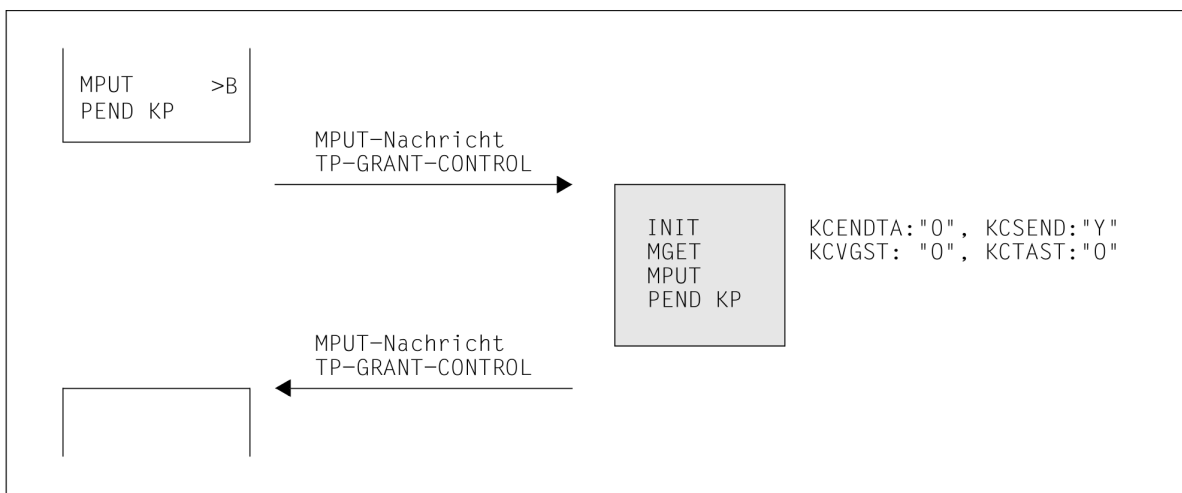 MPUT >B
PEND KP
MPUT-Nachricht
TP-GRANT-CONTROL
INIT
MGET
MPUT
PEND KP
KCENDTA:"O", KCSEND:"Y"
KCVGST: "O", KCTAST:"O"
MPUT-Nachricht
TP-GRANT-CONTROL